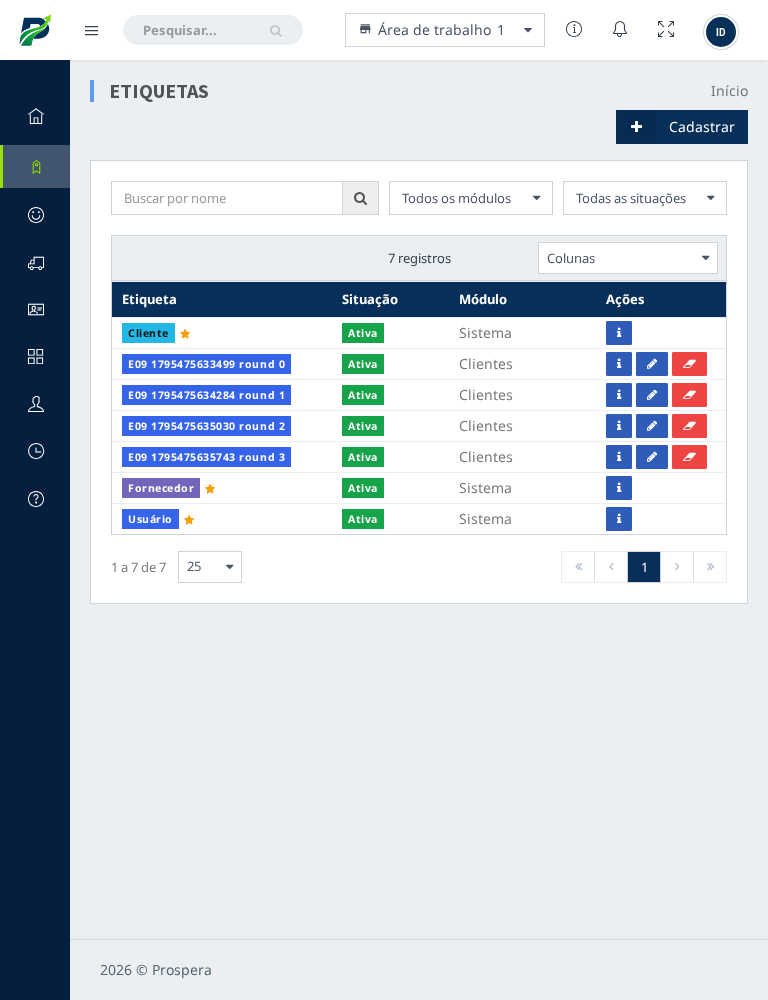 Pesquisar...
Área de trabalho 1
ID
ETIQUETAS
Início
Cadastrar
Buscar por nome
Todos os módulos
Todas as situações
7 registros
Colunas
Etiqueta Situação Módulo Ações
Cliente Ativa Sistema
E09 1795475633499 round 0 Ativa Clientes
E09 1795475634284 round 1 Ativa Clientes
E09 1795475635030 round 2 Ativa Clientes
E09 1795475635743 round 3 Ativa Clientes
Fornecedor Ativa Sistema
Usuário Ativa Sistema
1 a 7 de 7
25
1
2026 © Prospera